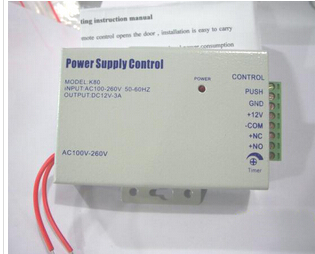 ting instruction manual
mote control opens the door , installation is easy to carry
consumption
Power Supply Control
MODEL:K80
INPUT:AC100-260V: 50-60HZ
OUTPUT:DC12V-3A
POWER
CONTROL
PUSH
GND
+12V
-COM
+NC
+NO
Timer
AC100V-260V